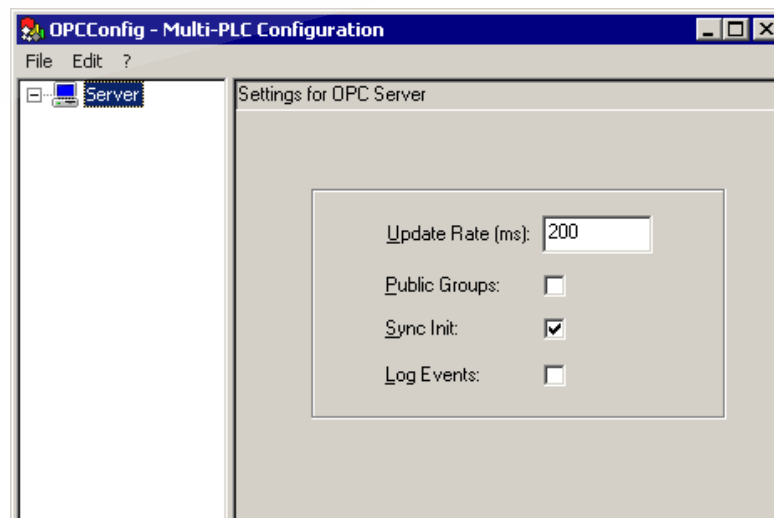 OPCConfig - Multi-PLC Configuration
File Edit ?
Server
Settings for OPC Server
Update Rate (ms): 200
Public Groups:
Sync Init:
Log Events: